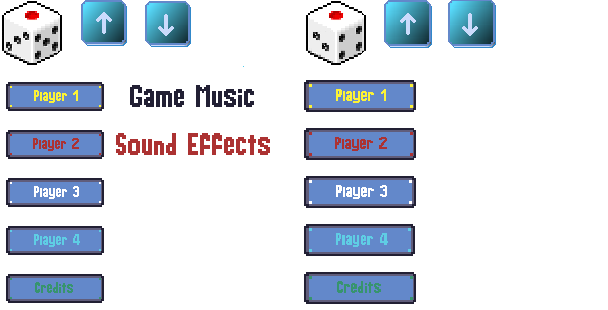 Player 1 Game Music Player 1
Player 2 Sound Effects Player 2
Player 3 Player 3
Player 4 Player 4
Credits Credits